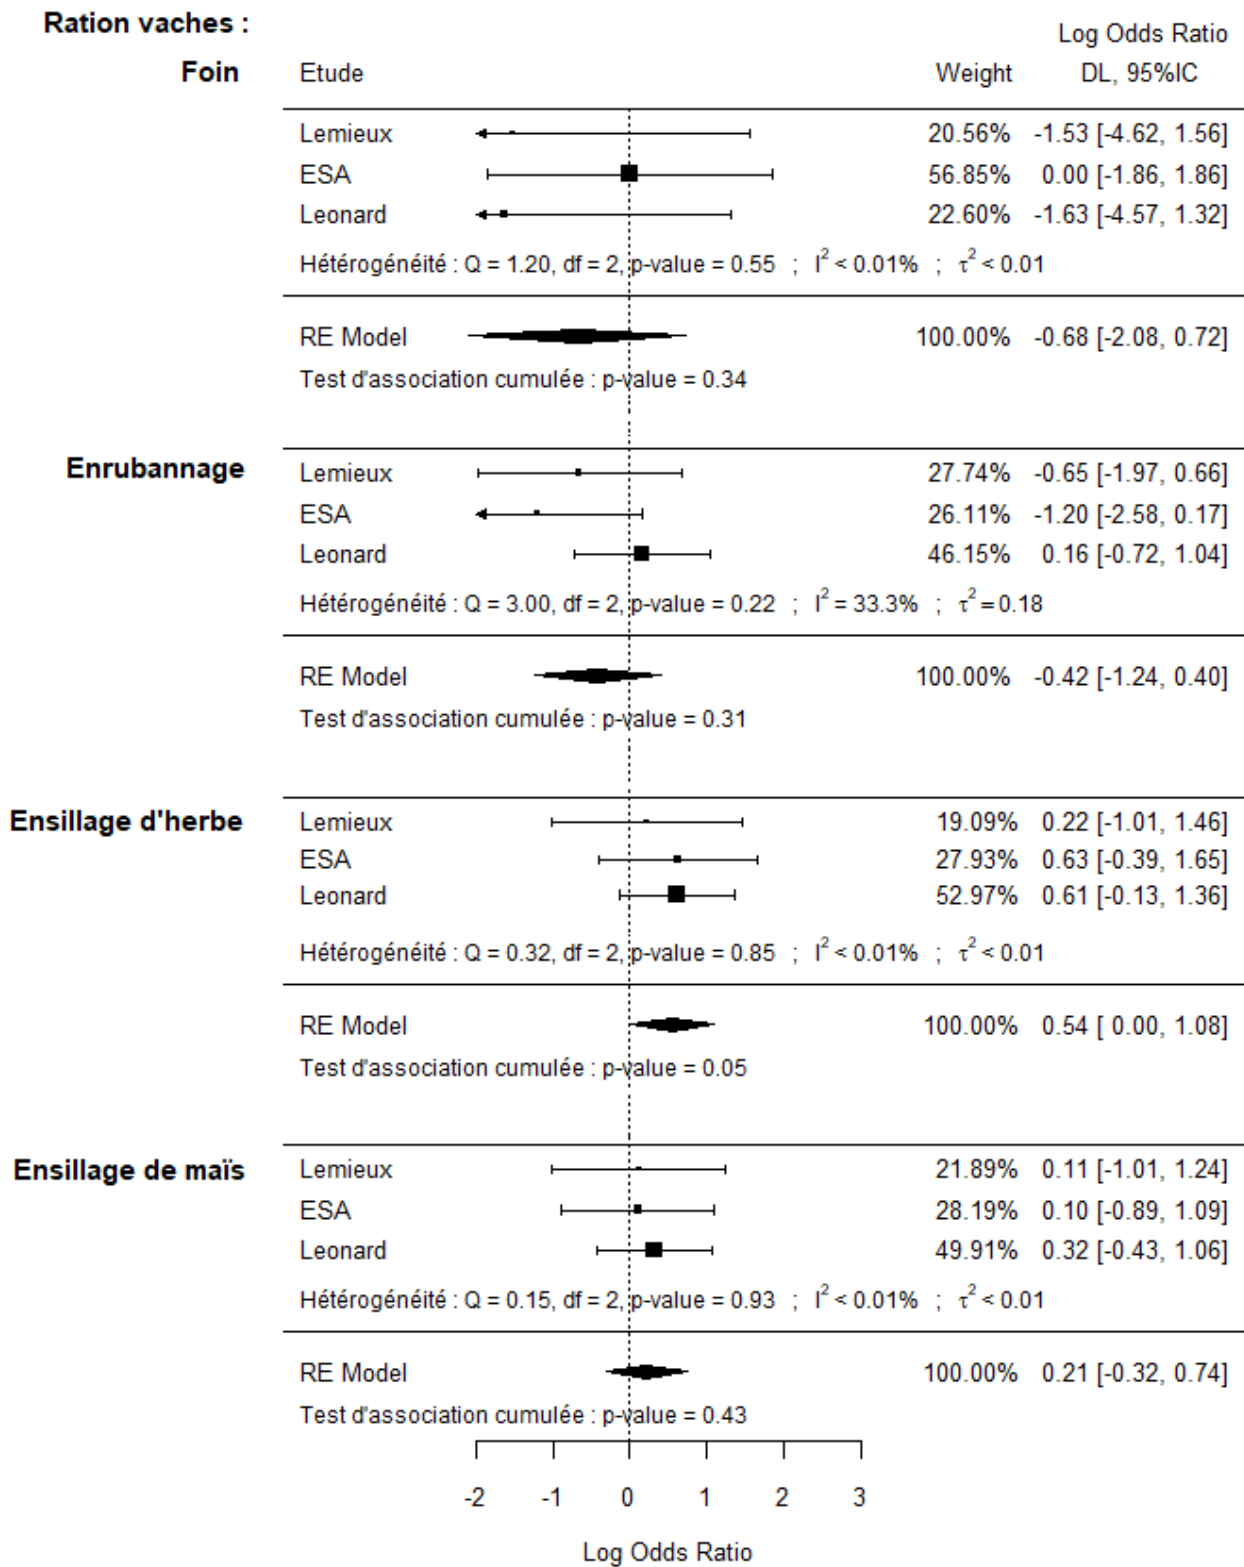 Ration vaches :
Log Odds Ratio
Foin Etude Weight DL, 95%IC
Lemieux 20.56% -1.53 [-4.62, 1.56]
ESA 56.85% 0.00 [-1.86, 1.86]
Leonard 22.60% -1.63 [-4.57, 1.32]
Hétérogénéité : Q = 1.20, df = 2, p-value = 0.55 ; I² < 0.01% ; τ² < 0.01
RE Model 100.00% -0.68 [-2.08, 0.72]
Test d'association cumulée : p-value = 0.34
Enrubannage Lemieux 27.74% -0.65 [-1.97, 0.66]
ESA 26.11% -1.20 [-2.58, 0.17]
Leonard 46.15% 0.16 [-0.72, 1.04]
Hétérogénéité : Q = 3.00, df = 2, p-value = 0.22 ; I² = 33.3% ; τ² = 0.18
RE Model 100.00% -0.42 [-1.24, 0.40]
Test d'association cumulée : p-value = 0.31
Ensillage d'herbe Lemieux 19.09% 0.22 [-1.01, 1.46]
ESA 27.93% 0.63 [-0.39, 1.65]
Leonard 52.97% 0.61 [-0.13, 1.36]
Hétérogénéité : Q = 0.32, df = 2, p-value = 0.85 ; I² < 0.01% ; τ² < 0.01
RE Model 100.00% 0.54 [ 0.00, 1.08]
Test d'association cumulée : p-value = 0.05
Ensillage de maïs Lemieux 21.89% 0.11 [-1.01, 1.24]
ESA 28.19% 0.10 [-0.89, 1.09]
Leonard 49.91% 0.32 [-0.43, 1.06]
Hétérogénéité : Q = 0.15, df = 2, p-value = 0.93 ; I² < 0.01% ; τ² < 0.01
RE Model 100.00% 0.21 [-0.32, 0.74]
Test d'association cumulée : p-value = 0.43
-2 -1 0 1 2 3
Log Odds Ratio